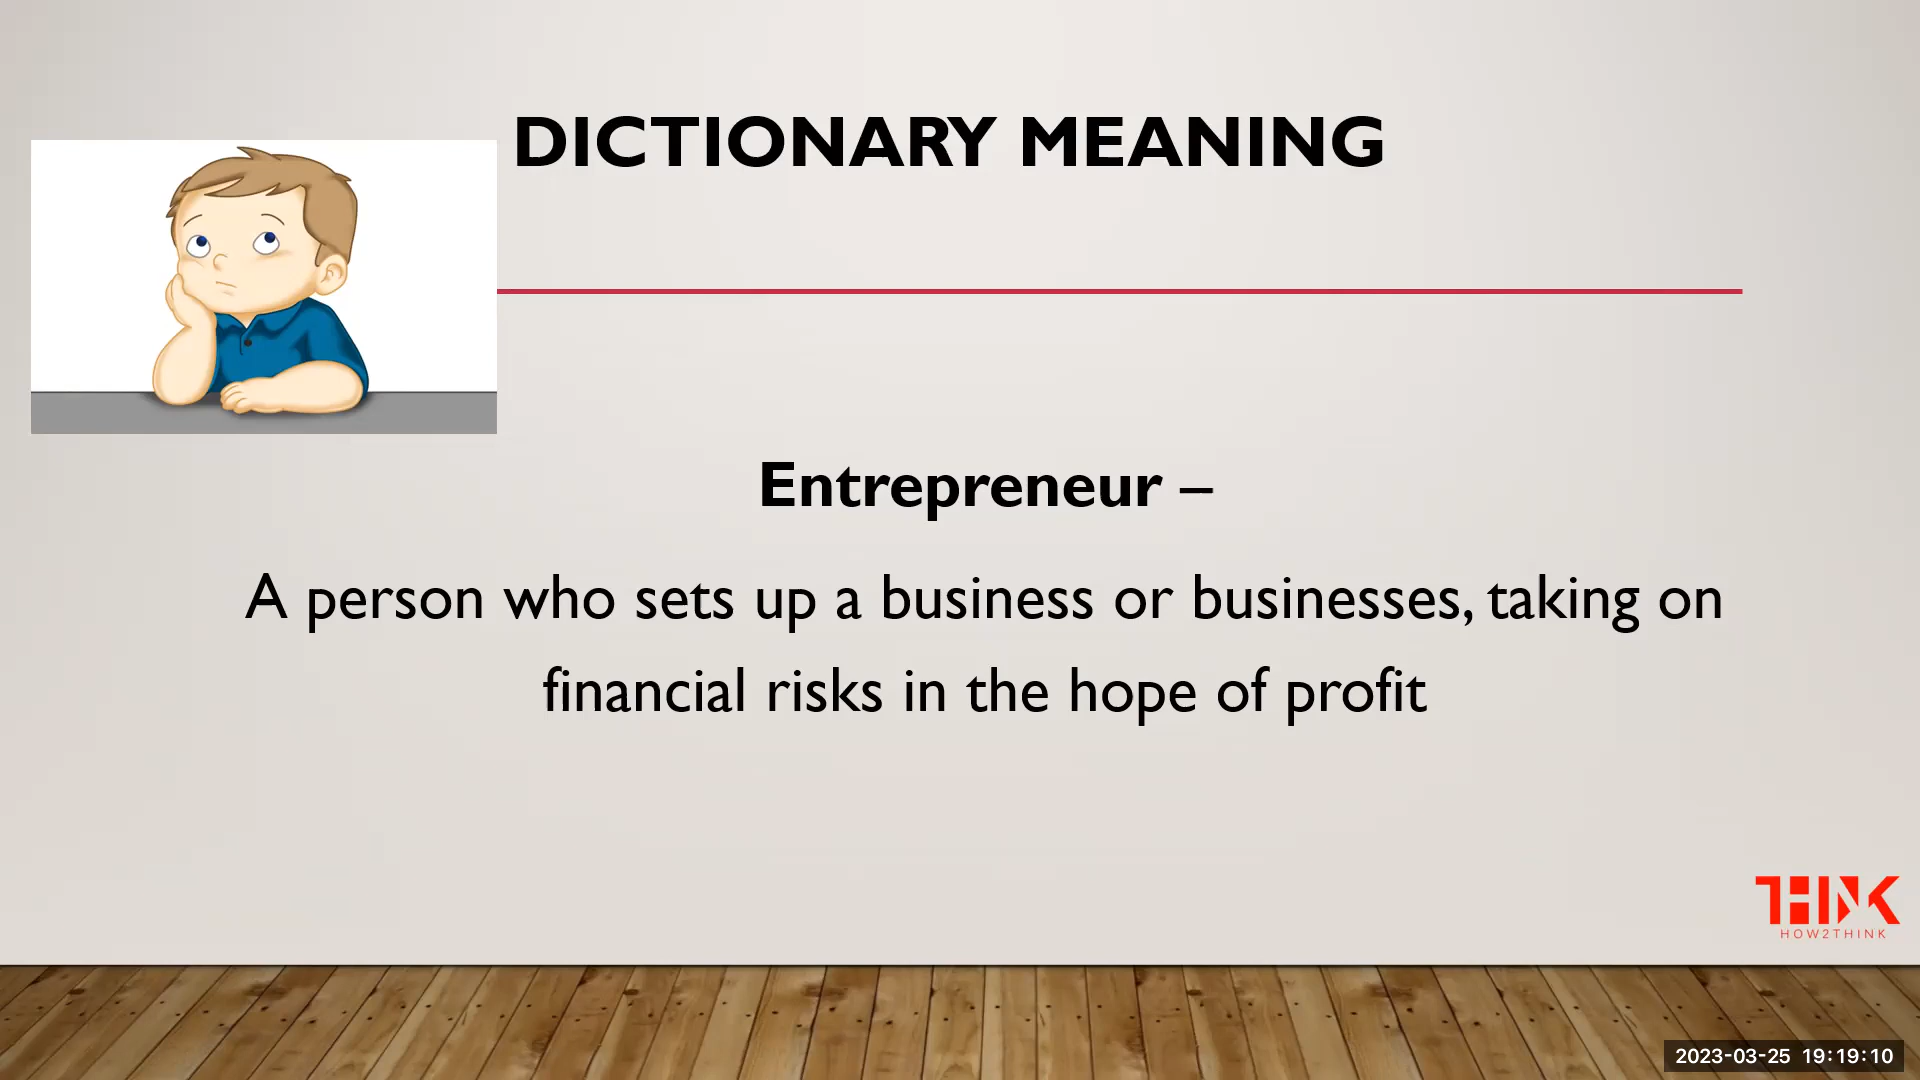 DICTIONARY MEANING
Entrepreneur –
A person who sets up a business or businesses, taking on
financial risks in the hope of profit
THINK
HOW2THINK
2023-03-25 19:19:10